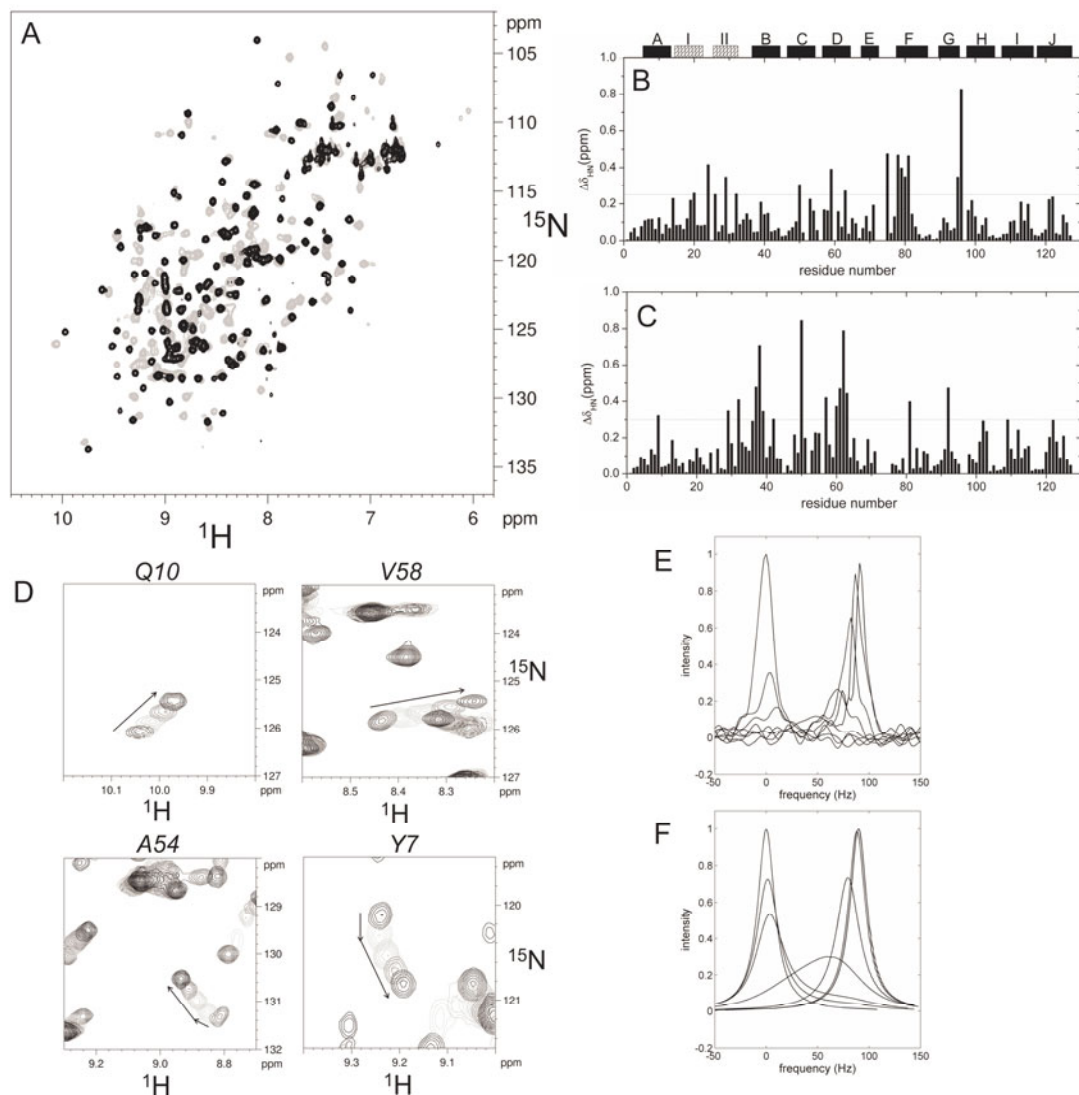 A
ppm
105
110
115
15N
120
125
130
135
10 9 8 7 6 ppm
1H
A I II B C D E F G H I J
B
1.0
0.8
0.6
0.4
0.2
0.0
ΔδHN(ppm)
0 20 40 60 80 100 120
residue number
C
1.0
0.8
0.6
0.4
0.2
0.0
ΔδHN(ppm)
0 20 40 60 80 100 120
residue number
D
Q10
ppm
124
125
126
127
10.1 10.0 9.9 ppm
1H
V58
ppm
124
15N
125
126
127
8.5 8.4 8.3 ppm
1H
A54
ppm
129
130
131
132
9.2 9.0 8.8 ppm
1H
Y7
ppm
120
15N
121
9.3 9.2 9.1 ppm
1H
E
1
0.8
0.6
0.4
0.2
0
-0.2
intensity
-50 0 50 100 150
frequency (Hz)
F
1
0.8
0.6
0.4
0.2
0
-0.2
intensity
-50 0 50 100 150
frequency (Hz)